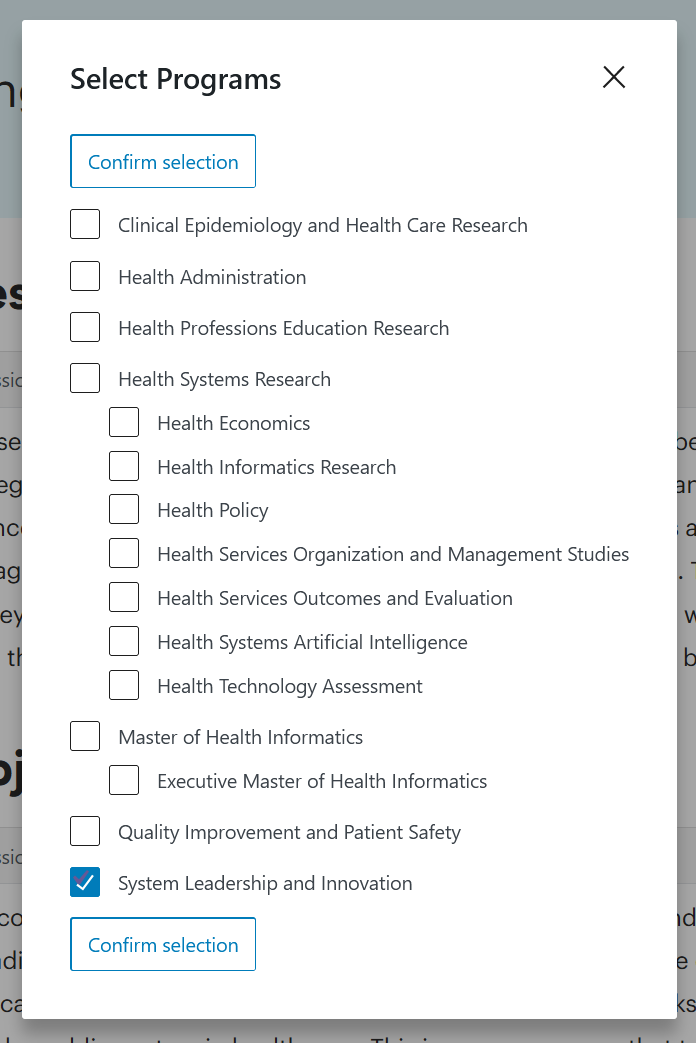 Select Programs
Confirm selection
Clinical Epidemiology and Health Care Research
Health Administration
Health Professions Education Research
Health Systems Research
Health Economics
Health Informatics Research
Health Policy
Health Services Organization and Management Studies
Health Services Outcomes and Evaluation
Health Systems Artificial Intelligence
Health Technology Assessment
Master of Health Informatics
Executive Master of Health Informatics
Quality Improvement and Patient Safety
System Leadership and Innovation
Confirm selection